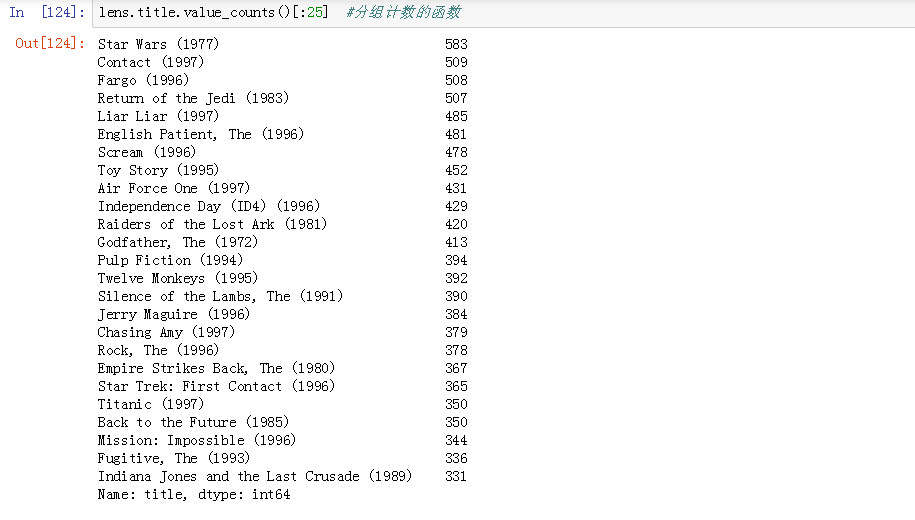 In [124]: lens.title.value_counts()[:25]  #分组计数的函数
Out[124]: Star Wars (1977) 583
Contact (1997) 509
Fargo (1996) 508
Return of the Jedi (1983) 507
Liar Liar (1997) 485
English Patient, The (1996) 481
Scream (1996) 478
Toy Story (1995) 452
Air Force One (1997) 431
Independence Day (ID4) (1996) 429
Raiders of the Lost Ark (1981) 420
Godfather, The (1972) 413
Pulp Fiction (1994) 394
Twelve Monkeys (1995) 392
Silence of the Lambs, The (1991) 390
Jerry Maguire (1996) 384
Chasing Amy (1997) 379
Rock, The (1996) 378
Empire Strikes Back, The (1980) 367
Star Trek: First Contact (1996) 365
Titanic (1997) 350
Back to the Future (1985) 350
Mission: Impossible (1996) 344
Fugitive, The (1993) 336
Indiana Jones and the Last Crusade (1989) 331
Name: title, dtype: int64